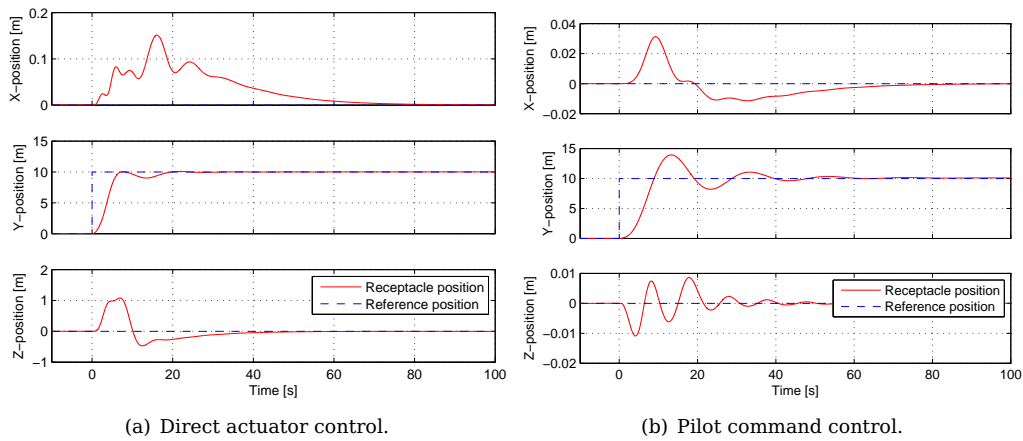 0.2
0.1
0
X−position [m]
15
10
5
0
Y−position [m]
2
1
0
−1
Z−position [m]
Receptacle position
Reference position
0 20 40 60 80 100
Time [s]
(a) Direct actuator control.
0.04
0.02
0
−0.02
X−position [m]
15
10
5
0
Y−position [m]
0.01
0
−0.01
−0.02
Z−position [m]
Receptacle position
Reference position
0 20 40 60 80 100
Time [s]
(b) Pilot command control.